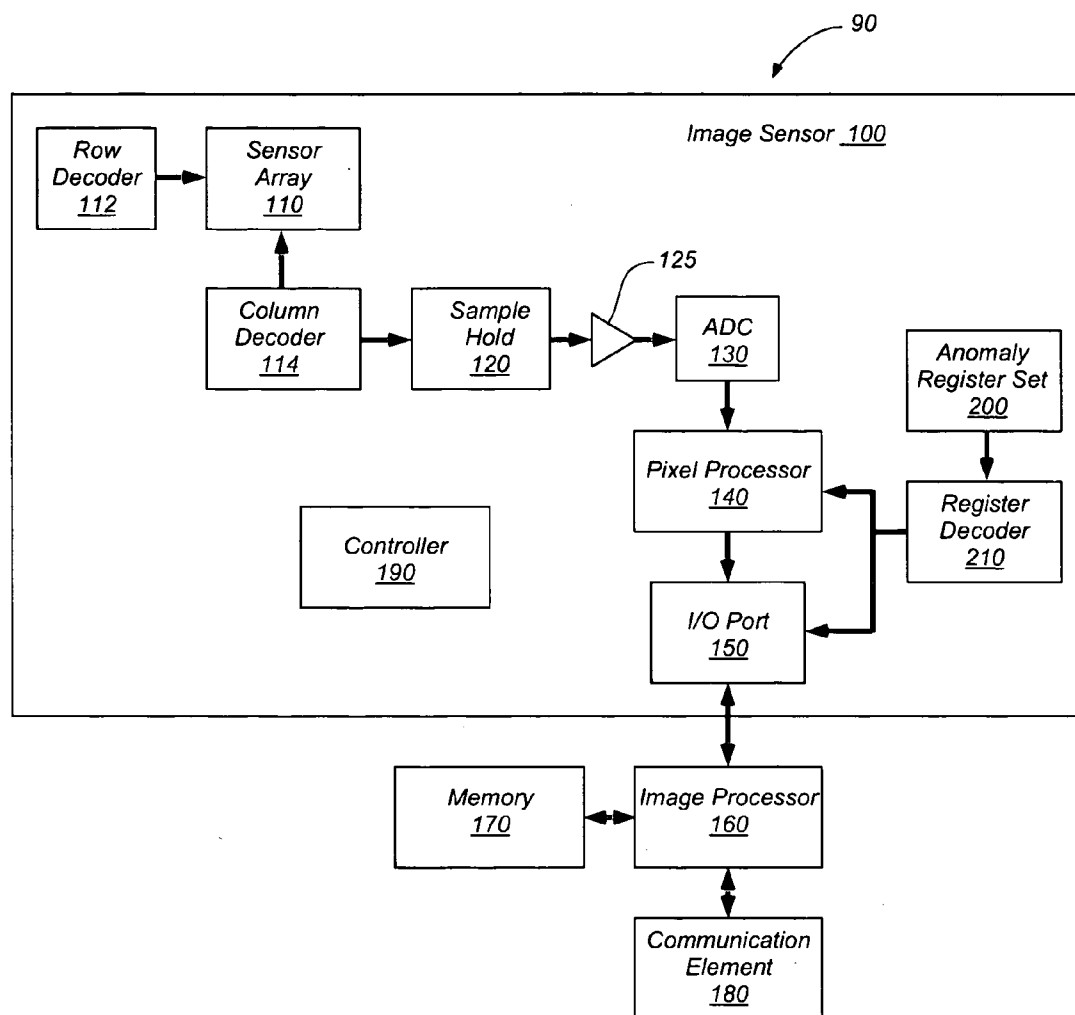 90
Image Sensor 100
Row
Decoder
112
Sensor
Array
110
125
Column
Decoder
114
Sample
Hold
120
ADC
130
Anomaly
Register Set
200
Pixel Processor
140
Register
Decoder
210
Controller
190
I/O Port
150
Memory
170
Image Processor
160
Communication
Element
180